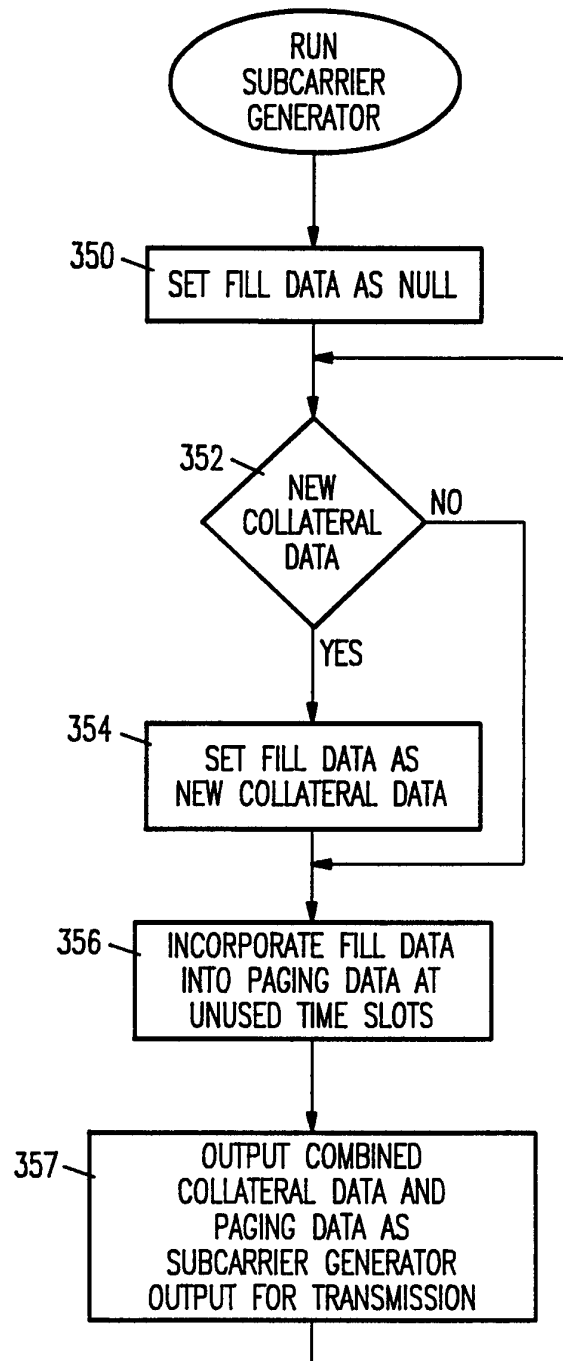 RUN
SUBCARRIER
GENERATOR
350
SET FILL DATA AS NULL
352
NEW
COLLATERAL
DATA
NO
YES
354
SET FILL DATA AS
NEW COLLATERAL DATA
356
INCORPORATE FILL DATA
INTO PAGING DATA AT
UNUSED TIME SLOTS
357
OUTPUT COMBINED
COLLATERAL DATA AND
PAGING DATA AS
SUBCARRIER GENERATOR
OUTPUT FOR TRANSMISSION